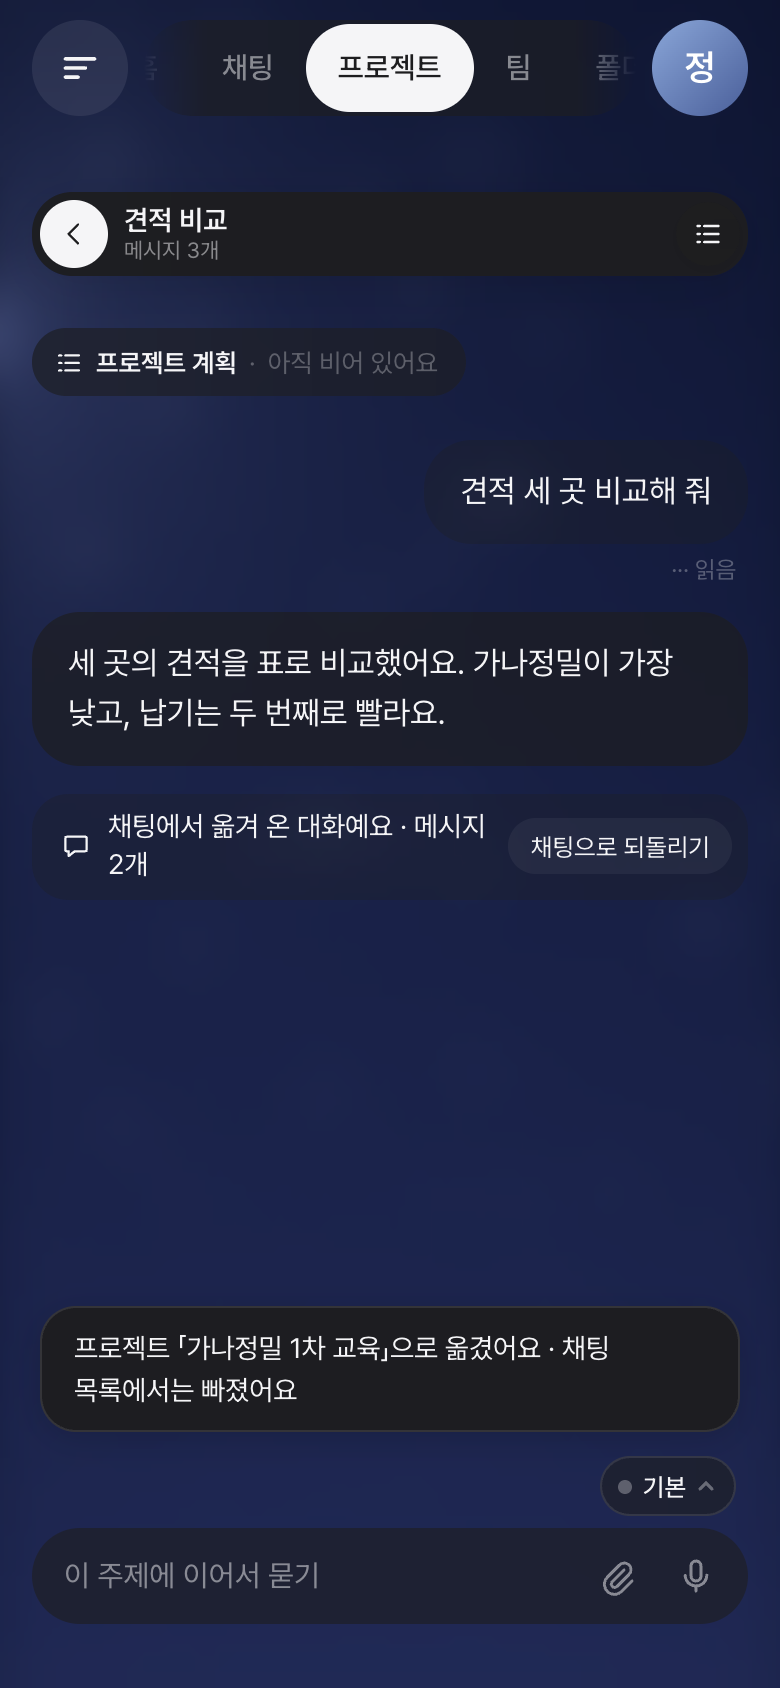 채팅
프로젝트
팀
정
견적 비교
메시지 3개
프로젝트 계획 · 아직 비어 있어요
견적 세 곳 비교해 줘
··· 읽음
세 곳의 견적을 표로 비교했어요. 가나정밀이 가장
낮고, 납기는 두 번째로 빨라요.
채팅에서 옮겨 온 대화예요 · 메시지
2개
채팅으로 되돌리기
프로젝트 「가나정밀 1차 교육」으로 옮겼어요 · 채팅
목록에서는 빠졌어요
기본
이 주제에 이어서 묻기